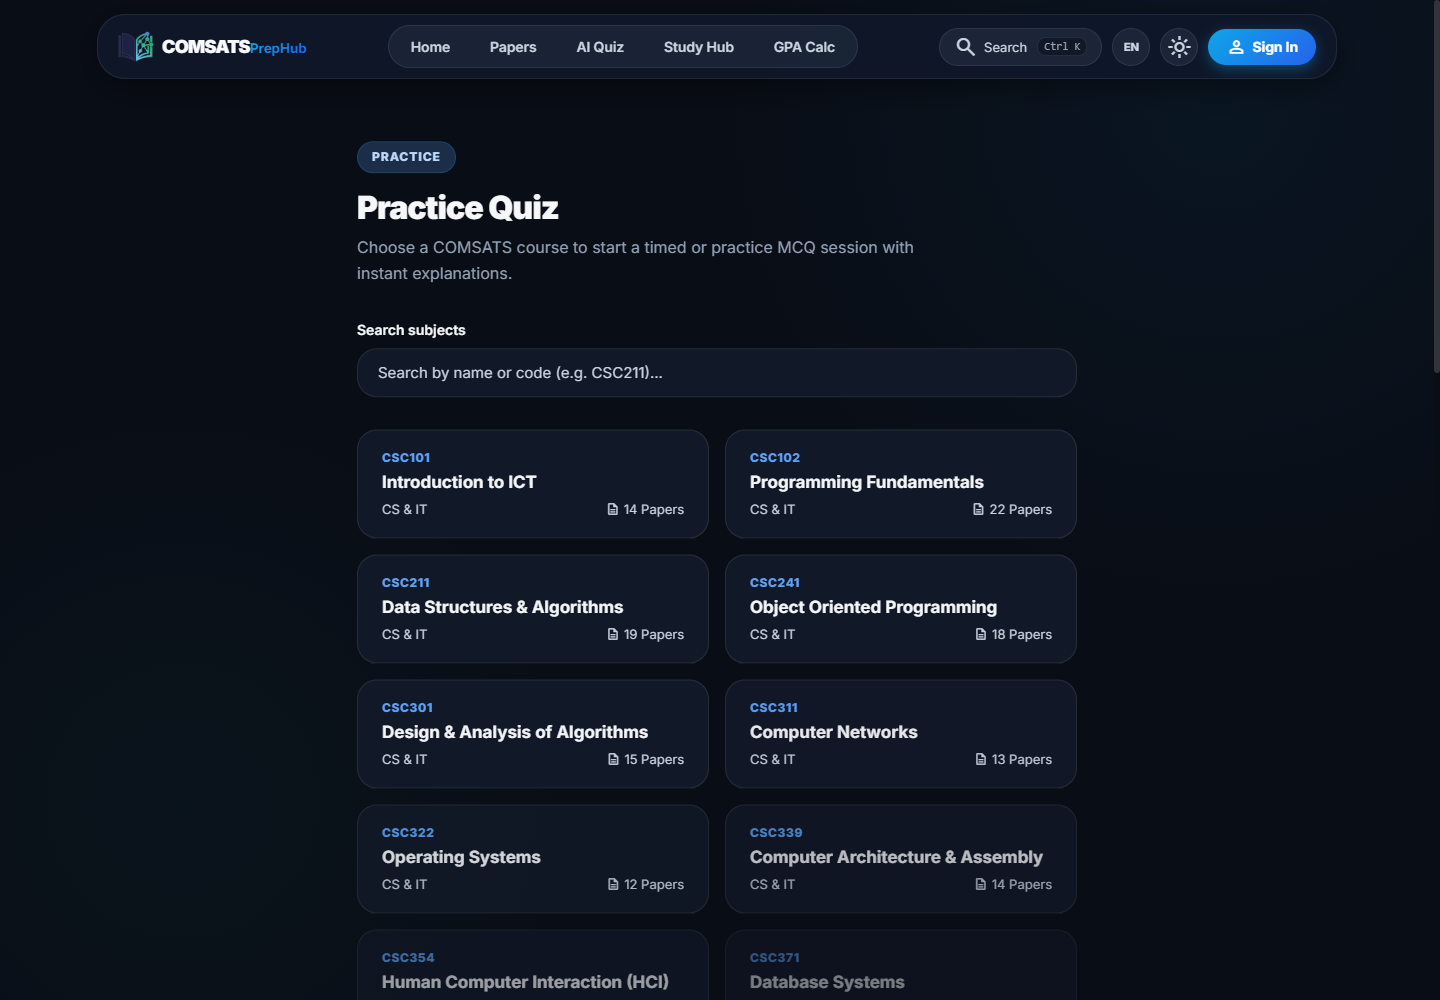 COMSATSPrepHub
Home
Papers
AI Quiz
Study Hub
GPA Calc
Search
Ctrl K
EN
Sign In
PRACTICE
Practice Quiz
Choose a COMSATS course to start a timed or practice MCQ session with
instant explanations.
Search subjects
Search by name or code (e.g. CSC211)...
CSC101
Introduction to ICT
CS & IT
14 Papers
CSC102
Programming Fundamentals
CS & IT
22 Papers
CSC211
Data Structures & Algorithms
CS & IT
19 Papers
CSC241
Object Oriented Programming
CS & IT
18 Papers
CSC301
Design & Analysis of Algorithms
CS & IT
15 Papers
CSC311
Computer Networks
CS & IT
13 Papers
CSC322
Operating Systems
CS & IT
12 Papers
CSC339
Computer Architecture & Assembly
CS & IT
14 Papers
CSC354
Human Computer Interaction (HCI)
CSC371
Database Systems